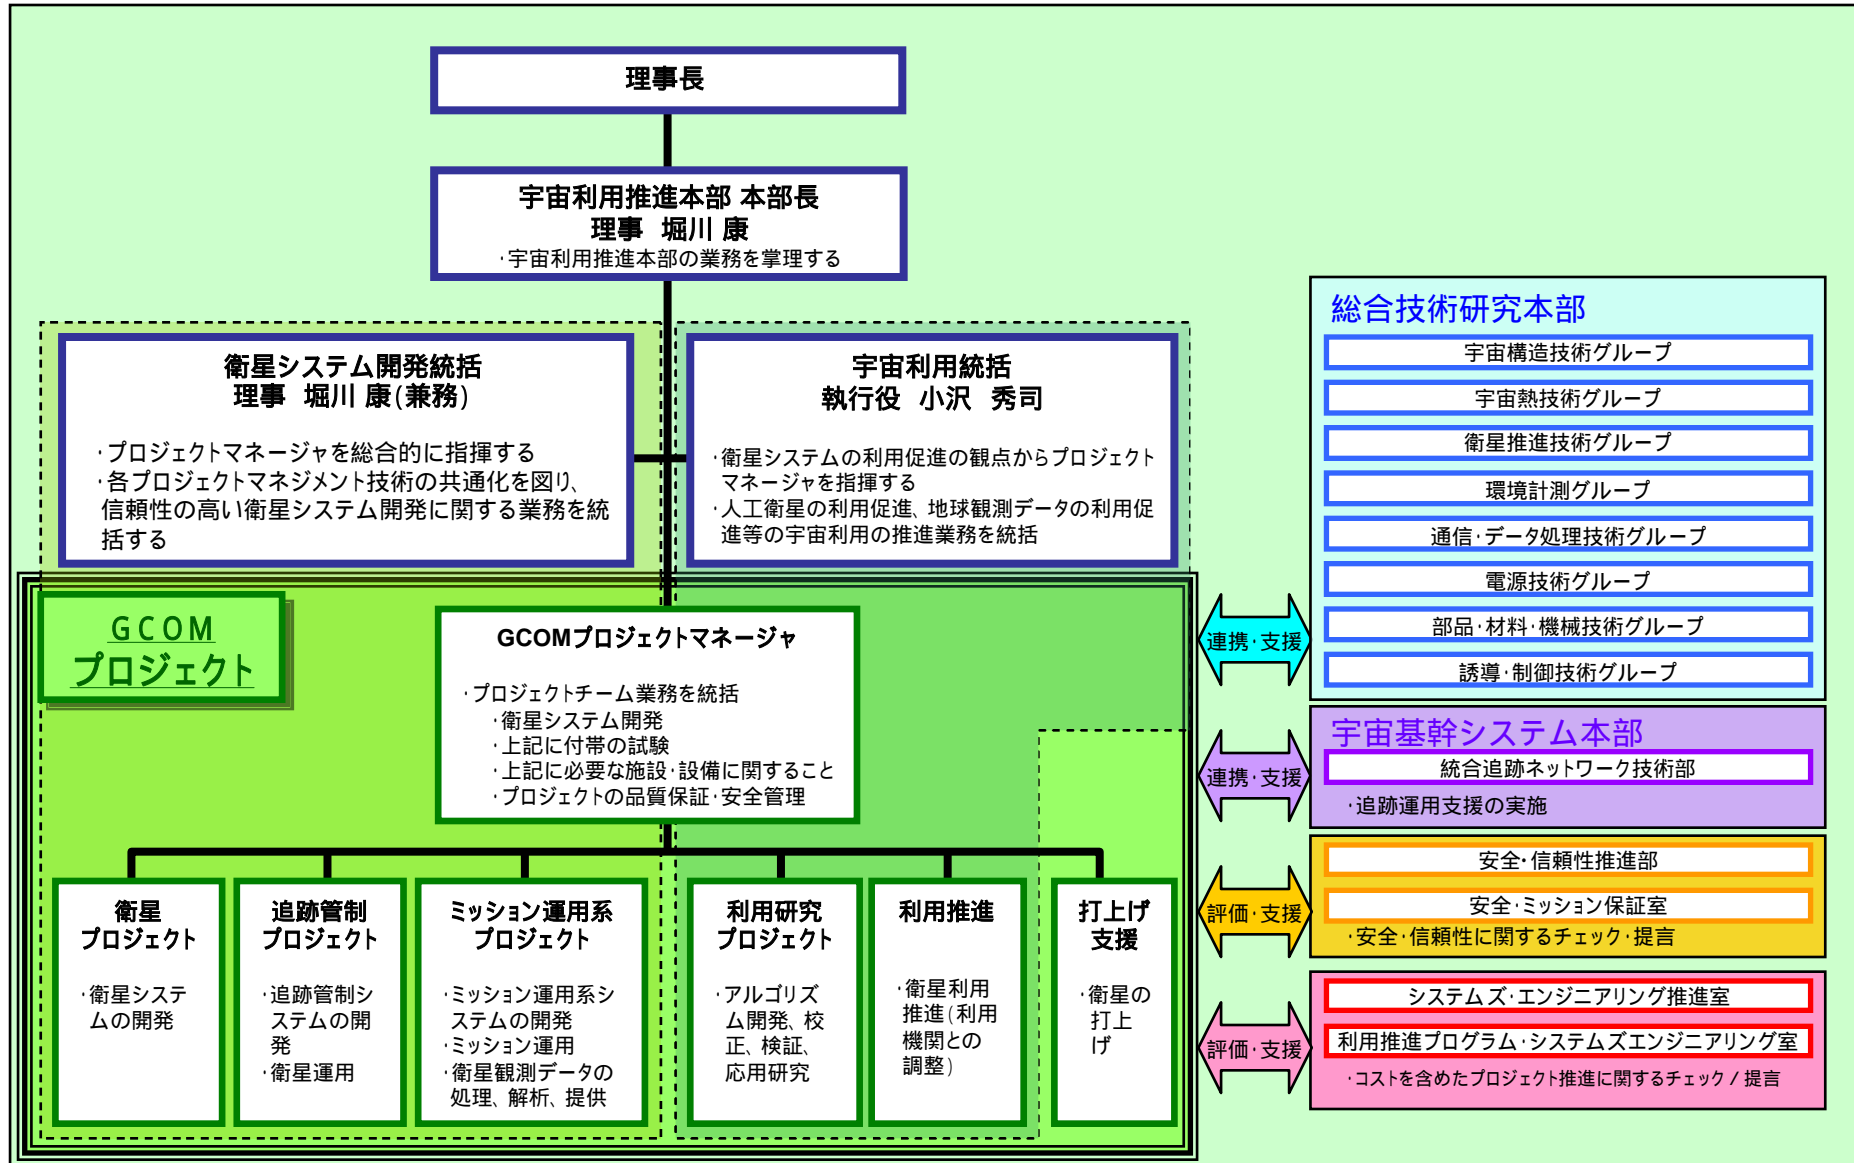 理事長
宇宙利用推進本部 本部長
理事 堀川 康
・宇宙利用推進本部の業務を掌理する
衛星システム開発統括
理事 堀川 康(兼務)
・プロジェクトマネージャを総合的に指揮する
・各プロジェクトマネジメント技術の共通化を図り、
信頼性の高い衛星システム開発に関する業務を統
括する
宇宙利用統括
執行役 小沢 秀司
・衛星システムの利用促進の観点からプロジェクト
マネージャを指揮する
・人工衛星の利用促進、地球観測データの利用促
進等の宇宙利用の推進業務を統括
GCOM
プロジェクト
GCOMプロジェクトマネージャ
・プロジェクトチーム業務を統括
・衛星システム開発
・上記に付帯の試験
・上記に必要な施設・設備に関すること
・プロジェクトの品質保証・安全管理
衛星
プロジェクト
・衛星システ
ムの開発
追跡管制
プロジェクト
・追跡管制シ
ステムの開
発
・衛星運用
ミッション運用系
プロジェクト
・ミッション運用系シ
ステムの開発
・ミッション運用
・衛星観測データの
処理、解析、提供
利用研究
プロジェクト
・アルゴリズ
ム開発、校
正、検証、
応用研究
利用推進
・衛星利用
推進(利用
機関との
調整)
打上げ
支援
・衛星の
打上
げ
連携・支援
連携・支援
評価・支援
評価・支援
総合技術研究本部
宇宙構造技術グループ
宇宙熱技術グループ
衛星推進技術グループ
環境計測グループ
通信・データ処理技術グループ
電源技術グループ
部品・材料・機械技術グループ
誘導・制御技術グループ
宇宙基幹システム本部
統合追跡ネットワーク技術部
・追跡運用支援の実施
安全・信頼性推進部
安全・ミッション保証室
・安全・信頼性に関するチェック・提言
システムズ・エンジニアリング推進室
利用推進プログラム・システムズエンジニアリング室
・コストを含めたプロジェクト推進に関するチェック/提言